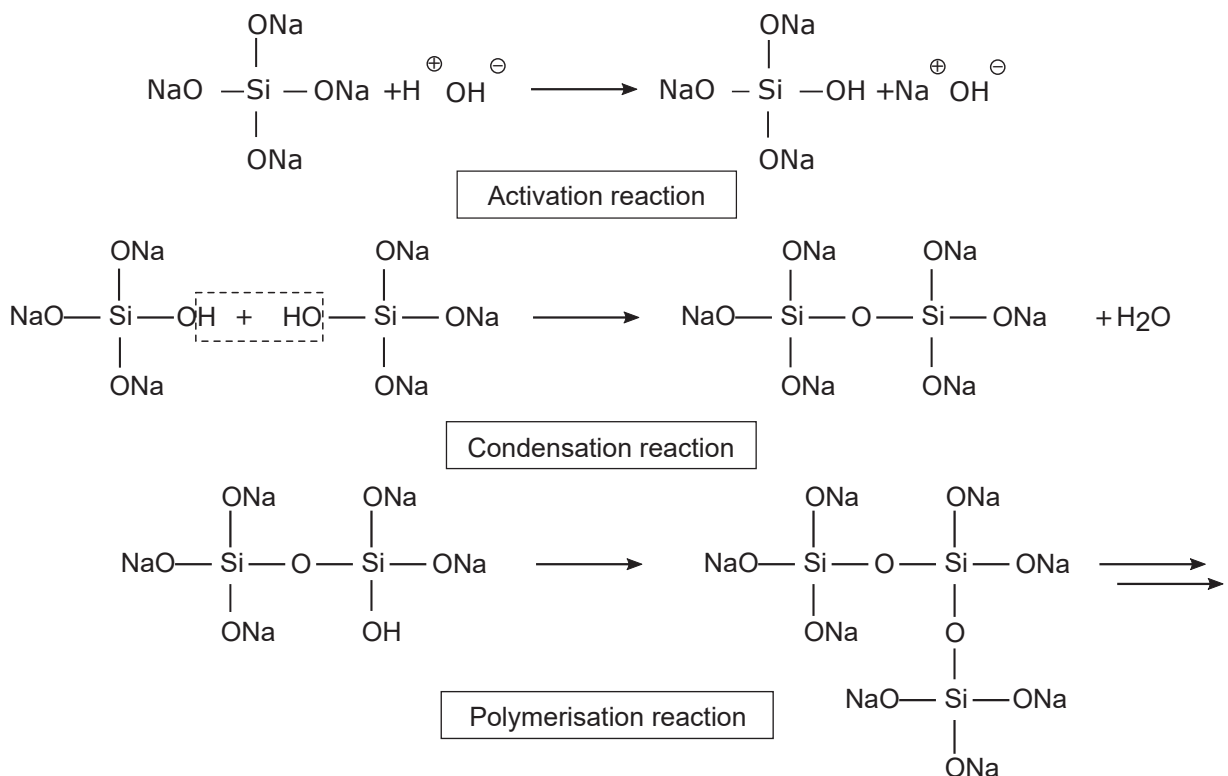 ONa ONa
⊕ ⊖ ⊕ ⊖
NaO — Si — ONa +H OH NaO — Si — OH +Na OH
ONa ONa
Activation reaction
ONa ONa ONa ONa
NaO Si OH + HO Si ONa NaO Si O Si ONa + H2O
ONa ONa ONa ONa
Condensation reaction
ONa ONa ONa ONa
NaO Si O Si ONa NaO Si O Si ONa
ONa OH ONa O
NaO Si ONa
Polymerisation reaction
ONa